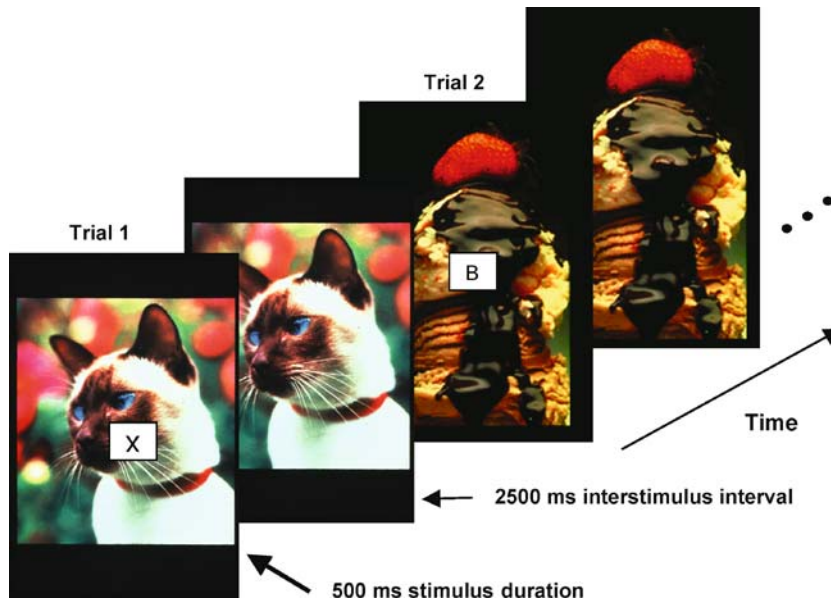 Trial 1
Trial 2
X
B
Time
2500 ms interstimulus interval
500 ms stimulus duration